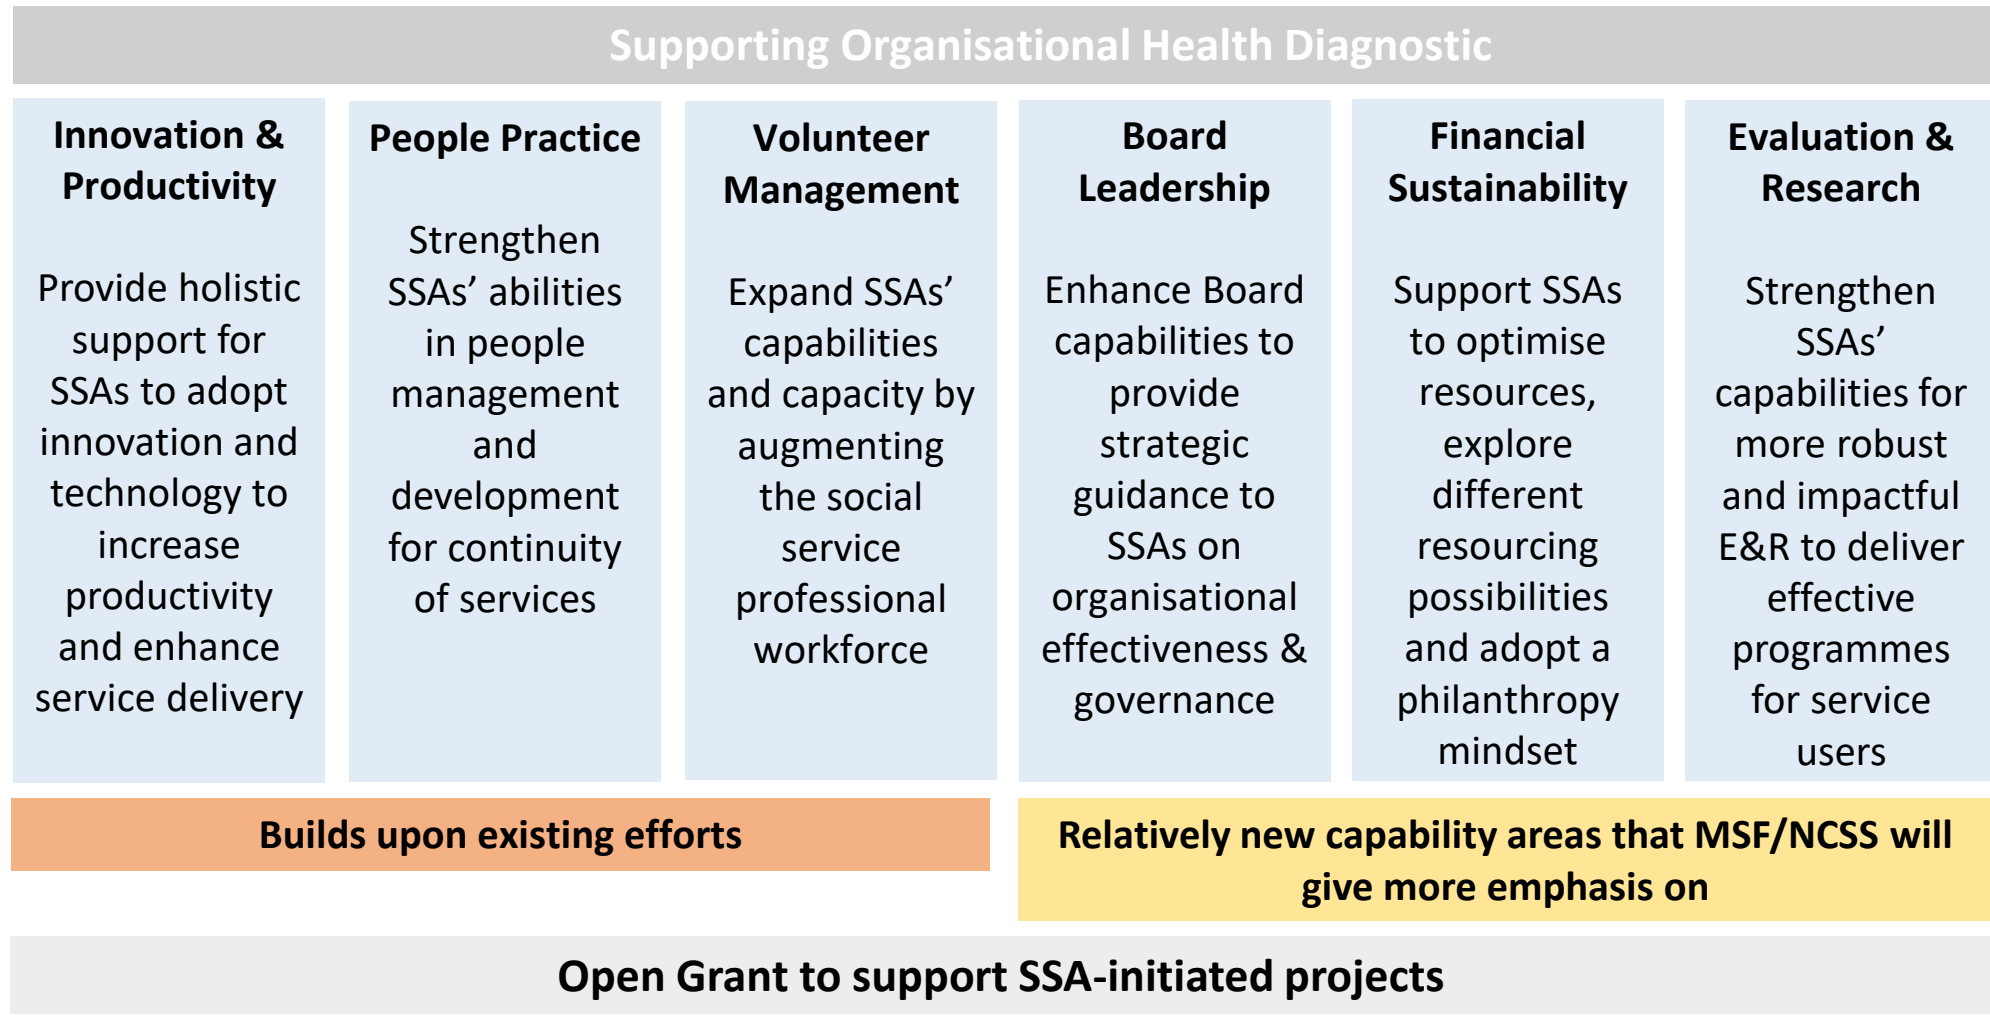 Supporting Organisational Health Diagnostic
Innovation &
Productivity
Provide holistic
support for
SSAs to adopt
innovation and
technology to
increase
productivity
and enhance
service delivery
People Practice
Strengthen
SSAs’ abilities
in people
management
and
development
for continuity
of services
Volunteer
Management
Expand SSAs’
capabilities
and capacity by
augmenting
the social
service
professional
workforce
Board
Leadership
Enhance Board
capabilities to
provide
strategic
guidance to
SSAs on
organisational
effectiveness &
governance
Financial
Sustainability
Support SSAs
to optimise
resources,
explore
different
resourcing
possibilities
and adopt a
philanthropy
mindset
Evaluation &
Research
Strengthen
SSAs’
capabilities for
more robust
and impactful
E&R to deliver
effective
programmes
for service
users
Builds upon existing efforts
Relatively new capability areas that MSF/NCSS will
give more emphasis on
Open Grant to support SSA-initiated projects